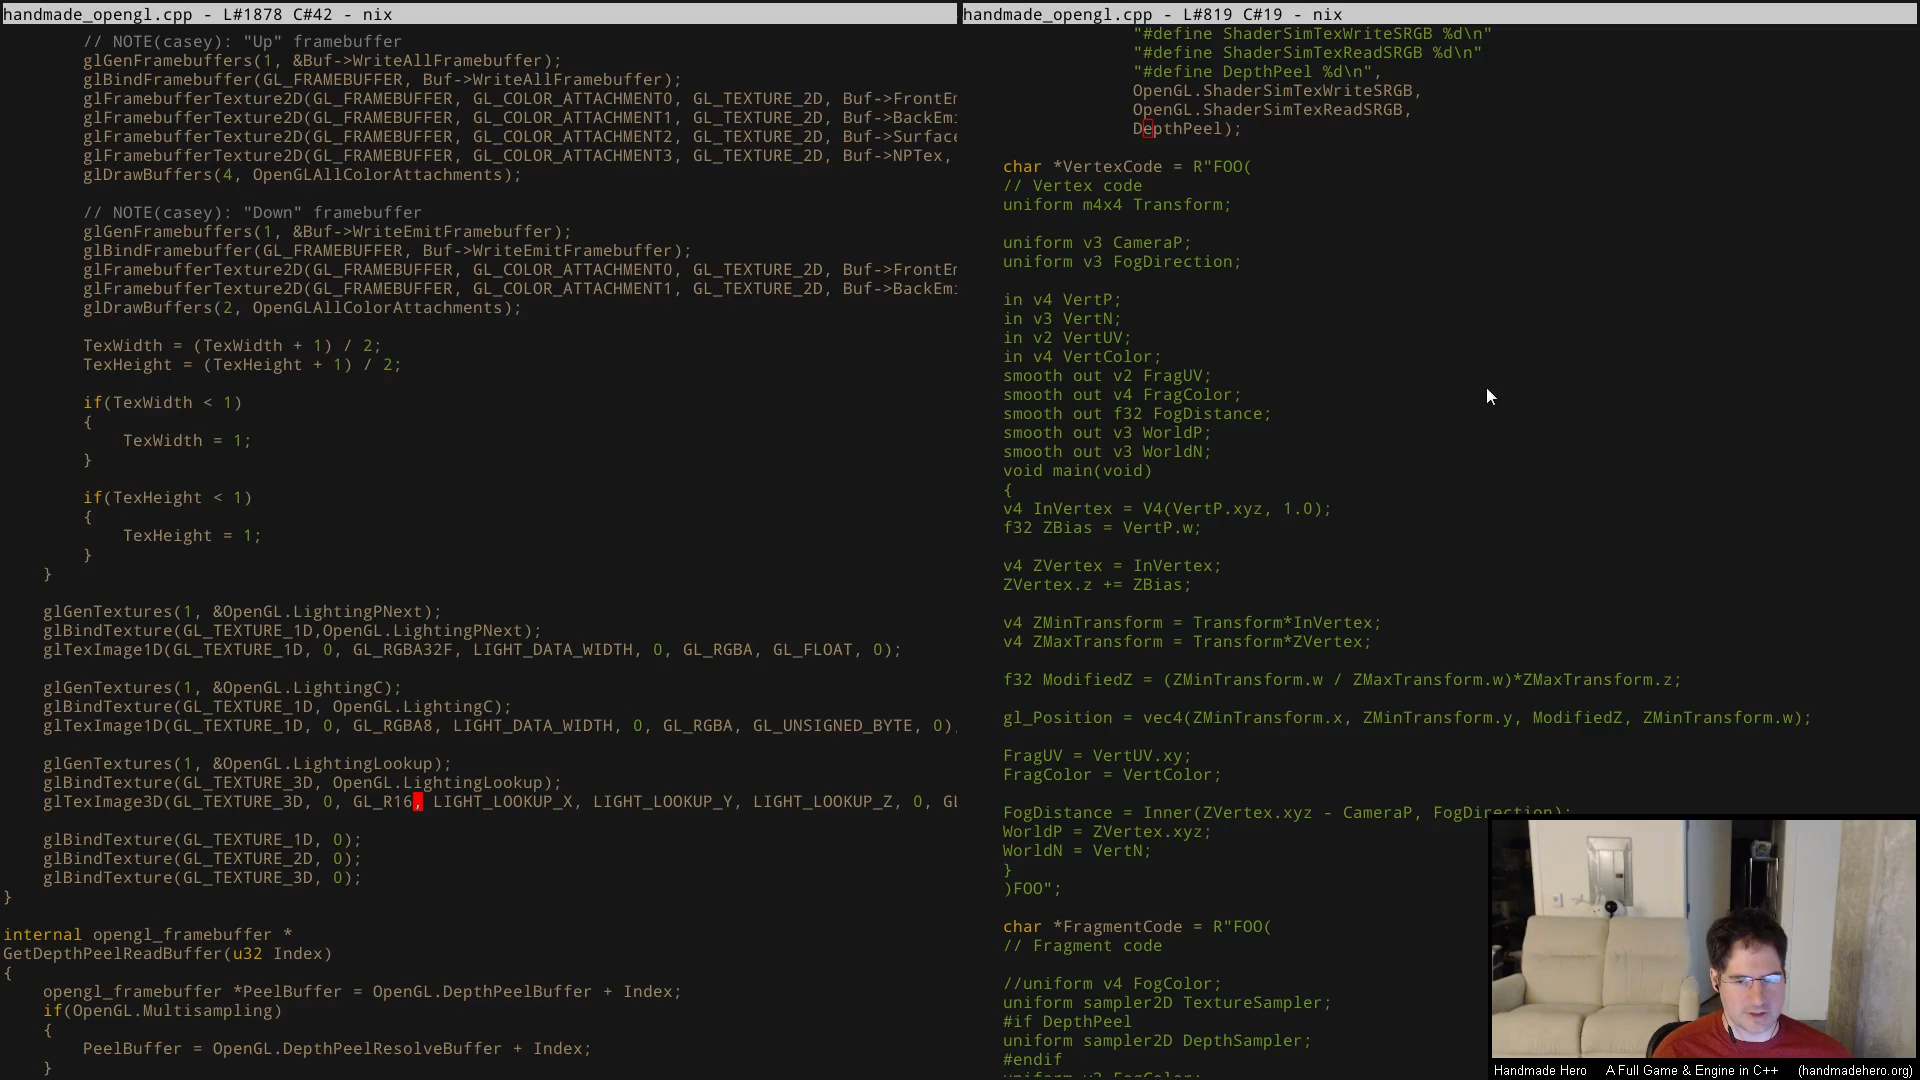 handmade_opengl.cpp - L#1878 C#42 - nix
// NOTE(casey): "Up" framebuffer
glGenFramebuffers(1, &Buf->WriteAllFramebuffer);
glBindFramebuffer(GL_FRAMEBUFFER, Buf->WriteAllFramebuffer);
glFramebufferTexture2D(GL_FRAMEBUFFER, GL_COLOR_ATTACHMENT0, GL_TEXTURE_2D, Buf->FrontEm
glFramebufferTexture2D(GL_FRAMEBUFFER, GL_COLOR_ATTACHMENT1, GL_TEXTURE_2D, Buf->BackEmi
glFramebufferTexture2D(GL_FRAMEBUFFER, GL_COLOR_ATTACHMENT2, GL_TEXTURE_2D, Buf->Surface
glFramebufferTexture2D(GL_FRAMEBUFFER, GL_COLOR_ATTACHMENT3, GL_TEXTURE_2D, Buf->NPTex,
glDrawBuffers(4, OpenGLAllColorAttachments);
// NOTE(casey): "Down" framebuffer
glGenFramebuffers(1, &Buf->WriteEmitFramebuffer);
glBindFramebuffer(GL_FRAMEBUFFER, Buf->WriteEmitFramebuffer);
glFramebufferTexture2D(GL_FRAMEBUFFER, GL_COLOR_ATTACHMENT0, GL_TEXTURE_2D, Buf->FrontEm
glFramebufferTexture2D(GL_FRAMEBUFFER, GL_COLOR_ATTACHMENT1, GL_TEXTURE_2D, Buf->BackEmi
glDrawBuffers(2, OpenGLAllColorAttachments);
TexWidth = (TexWidth + 1) / 2;
TexHeight = (TexHeight + 1) / 2;
if(TexWidth < 1)
{
TexWidth = 1;
}
if(TexHeight < 1)
{
TexHeight = 1;
}
}
glGenTextures(1, &OpenGL.LightingPNext);
glBindTexture(GL_TEXTURE_1D,OpenGL.LightingPNext);
glTexImage1D(GL_TEXTURE_1D, 0, GL_RGBA32F, LIGHT_DATA_WIDTH, 0, GL_RGBA, GL_FLOAT, 0);
glGenTextures(1, &OpenGL.LightingC);
glBindTexture(GL_TEXTURE_1D, OpenGL.LightingC);
glTexImage1D(GL_TEXTURE_1D, 0, GL_RGBA8, LIGHT_DATA_WIDTH, 0, GL_RGBA, GL_UNSIGNED_BYTE, 0);
glGenTextures(1, &OpenGL.LightingLookup);
glBindTexture(GL_TEXTURE_3D, OpenGL.LightingLookup);
glTexImage3D(GL_TEXTURE_3D, 0, GL_R16, LIGHT_LOOKUP_X, LIGHT_LOOKUP_Y, LIGHT_LOOKUP_Z, 0, GL
glBindTexture(GL_TEXTURE_1D, 0);
glBindTexture(GL_TEXTURE_2D, 0);
glBindTexture(GL_TEXTURE_3D, 0);
}
internal opengl_framebuffer *
GetDepthPeelReadBuffer(u32 Index)
{
opengl_framebuffer *PeelBuffer = OpenGL.DepthPeelBuffer + Index;
if(OpenGL.Multisampling)
{
PeelBuffer = OpenGL.DepthPeelResolveBuffer + Index;
}
handmade_opengl.cpp - L#819 C#19 - nix
"#define ShaderSimTexWriteSRGB %d\n"
"#define ShaderSimTexReadSRGB %d\n"
"#define DepthPeel %d\n",
OpenGL.ShaderSimTexWriteSRGB,
OpenGL.ShaderSimTexReadSRGB,
DepthPeel);
char *VertexCode = R"FOO(
// Vertex code
uniform m4x4 Transform;
uniform v3 CameraP;
uniform v3 FogDirection;
in v4 VertP;
in v3 VertN;
in v2 VertUV;
in v4 VertColor;
smooth out v2 FragUV;
smooth out v4 FragColor;
smooth out f32 FogDistance;
smooth out v3 WorldP;
smooth out v3 WorldN;
void main(void)
{
v4 InVertex = V4(VertP.xyz, 1.0);
f32 ZBias = VertP.w;
v4 ZVertex = InVertex;
ZVertex.z += ZBias;
v4 ZMinTransform = Transform*InVertex;
v4 ZMaxTransform = Transform*ZVertex;
f32 ModifiedZ = (ZMinTransform.w / ZMaxTransform.w)*ZMaxTransform.z;
gl_Position = vec4(ZMinTransform.x, ZMinTransform.y, ModifiedZ, ZMinTransform.w);
FragUV = VertUV.xy;
FragColor = VertColor;
FogDistance = Inner(ZVertex.xyz - CameraP, FogDirection);
WorldP = ZVertex.xyz;
WorldN = VertN;
}
)FOO";
char *FragmentCode = R"FOO(
// Fragment code
//uniform v4 FogColor;
uniform sampler2D TextureSampler;
#if DepthPeel
uniform sampler2D DepthSampler;
#endif
uniform v3 FogColor;
Handmade Hero A Full Game & Engine in C++ (handmadehero.org)